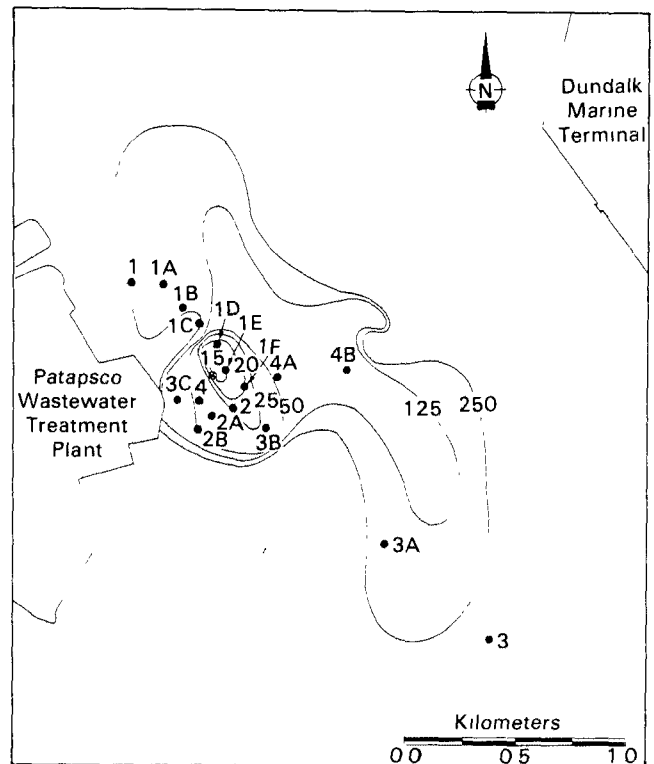 N
Dundalk
Marine
Terminal
1
1A
1B
1C
1D
1E
1F
15
20
4A
4B
Patapsco
Wastewater
Treatment
Plant
3C
4
2
25
50
125
250
2A
2B
3B
3A
3
Kilometers
0 0
0 5
1 0